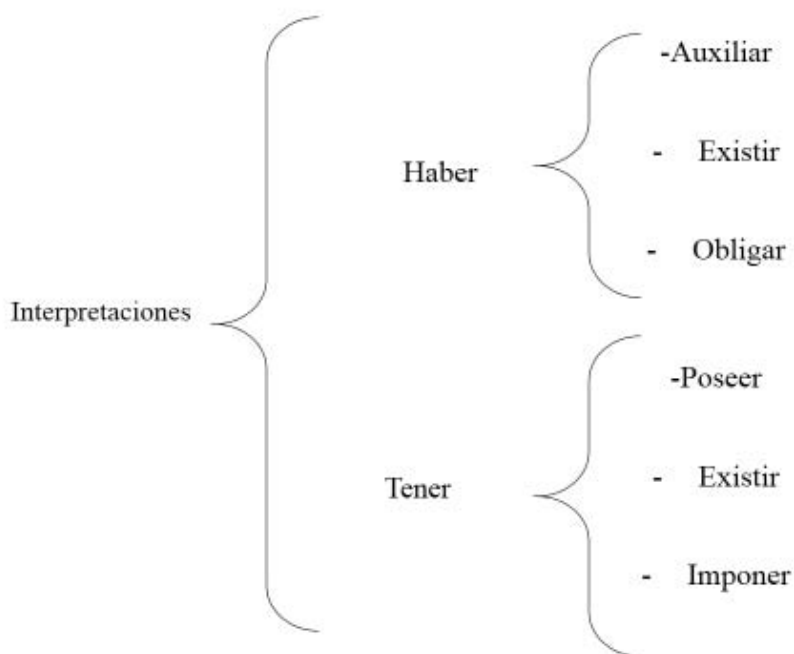 Interpretaciones
Haber
-Auxiliar
- Existir
- Obligar
Tener
-Poseer
- Existir
- Imponer